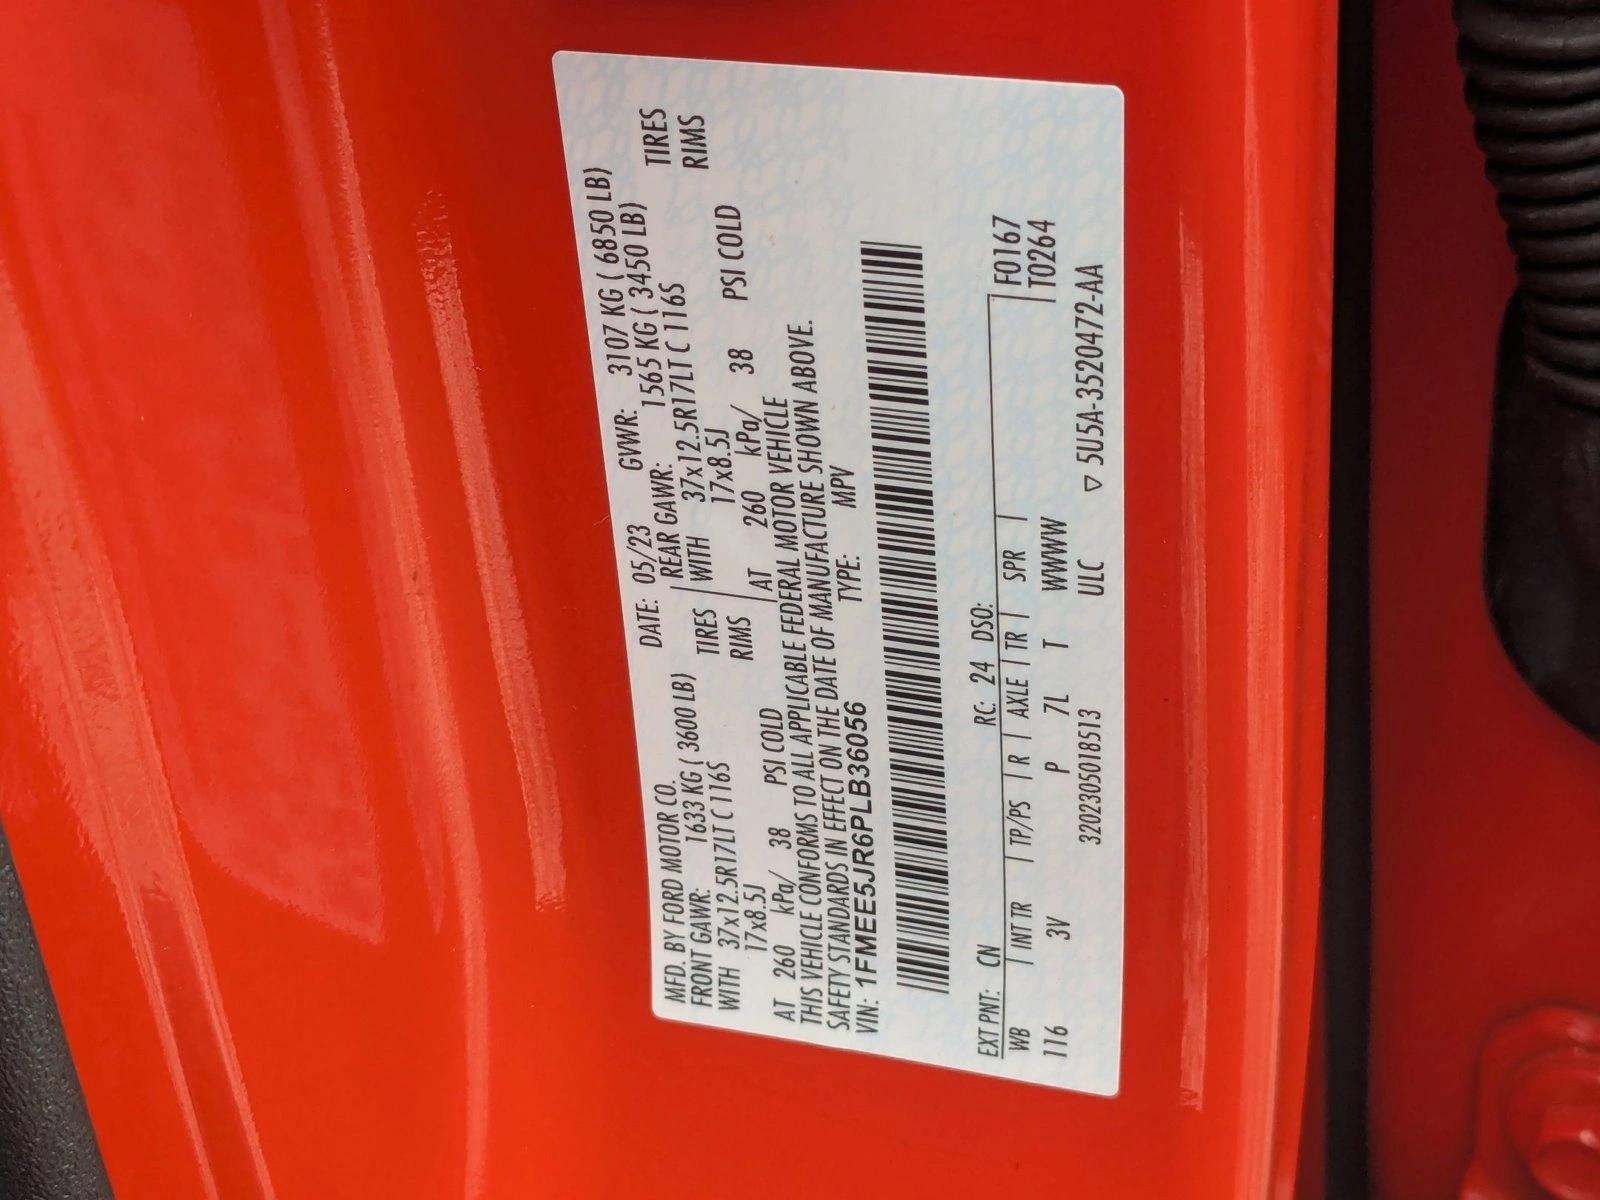 MFD. BY FORD MOTOR CO. DATE: 05/23 GVWR: 3107 KG ( 6850 LB)
FRONT GAWR: 1633 KG ( 3600 LB) REAR GAWR: 1565 KG ( 3450 LB)
WITH 37x12.5R17LT C 116S TIRES WITH 37x12.5R17LT C 116S TIRES
17x8.5J RIMS 17x8.5J RIMS
AT 260 kPa/ 38 PSI COLD AT 260 kPa/ 38 PSI COLD
THIS VEHICLE CONFORMS TO ALL APPLICABLE FEDERAL MOTOR VEHICLE
SAFETY STANDARDS IN EFFECT ON THE DATE OF MANUFACTURE SHOWN ABOVE.
VIN: 1FMEE5JR6PLB36056 TYPE: MPV
EXT PNT: CN RC: 24 DSO: F0167
WB | INT TR | TP/PS | R | AXLE | TR | SPR | T0264
116 3V P 7L T WWWW
3202305018513 ULC ▽ 5U5A-3520472-AA